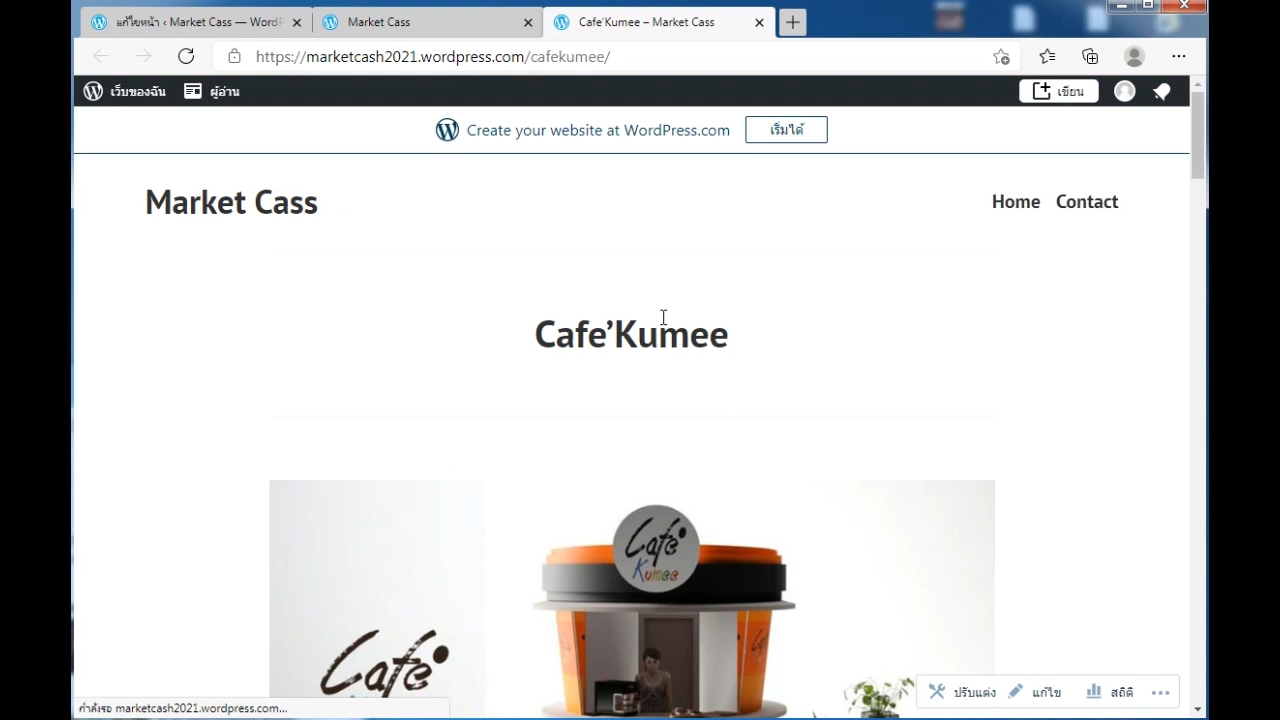 แก้ไขหน้า ‹ Market Cass — WordP
Market Cass
Cafe'Kumee – Market Cass
https://marketcash2021.wordpress.com/cafekumee/
เว็บของฉัน
ผู้อ่าน
เขียน
Create your website at WordPress.com
เริ่มได้
Market Cass
Home
Contact
Cafe’Kumee
Café
Kumee
Café
ปรับแต่ง
แก้ไข
สถิติ
กำลังรอ marketcash2021.wordpress.com...